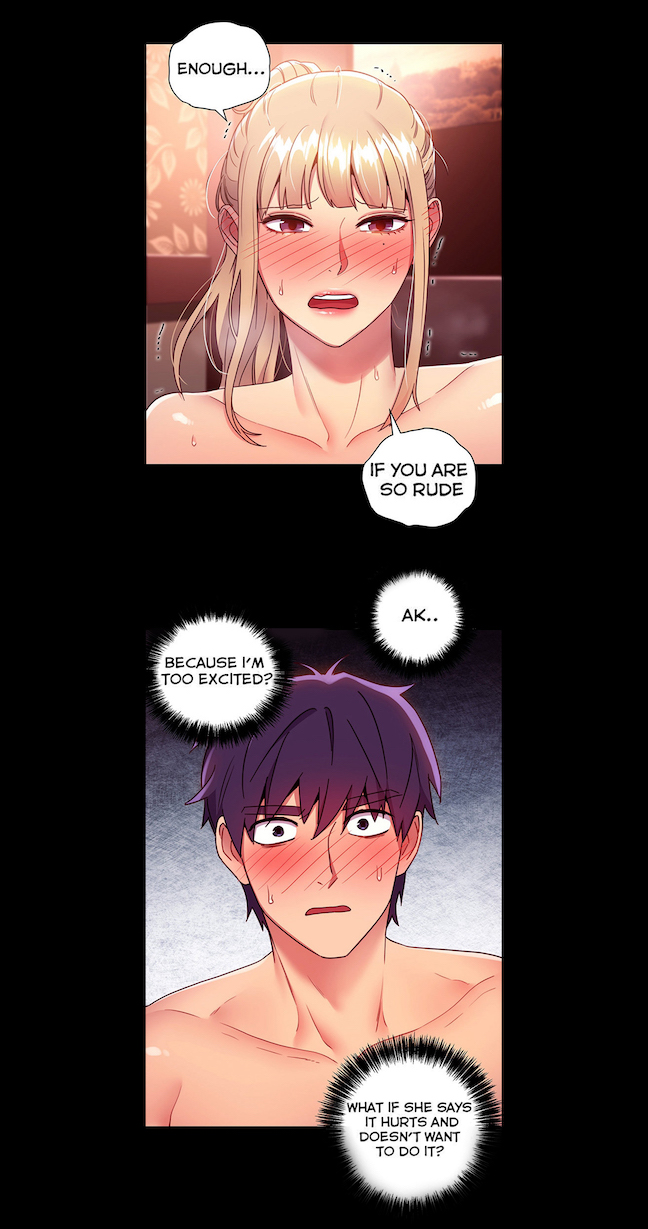 ENOUGH...
IF YOU ARE
SO RUDE
AK..
BECAUSE I'M
TOO EXCITED?
WHAT IF SHE SAYS
IT HURTS AND
DOESN'T WANT
TO DO IT?